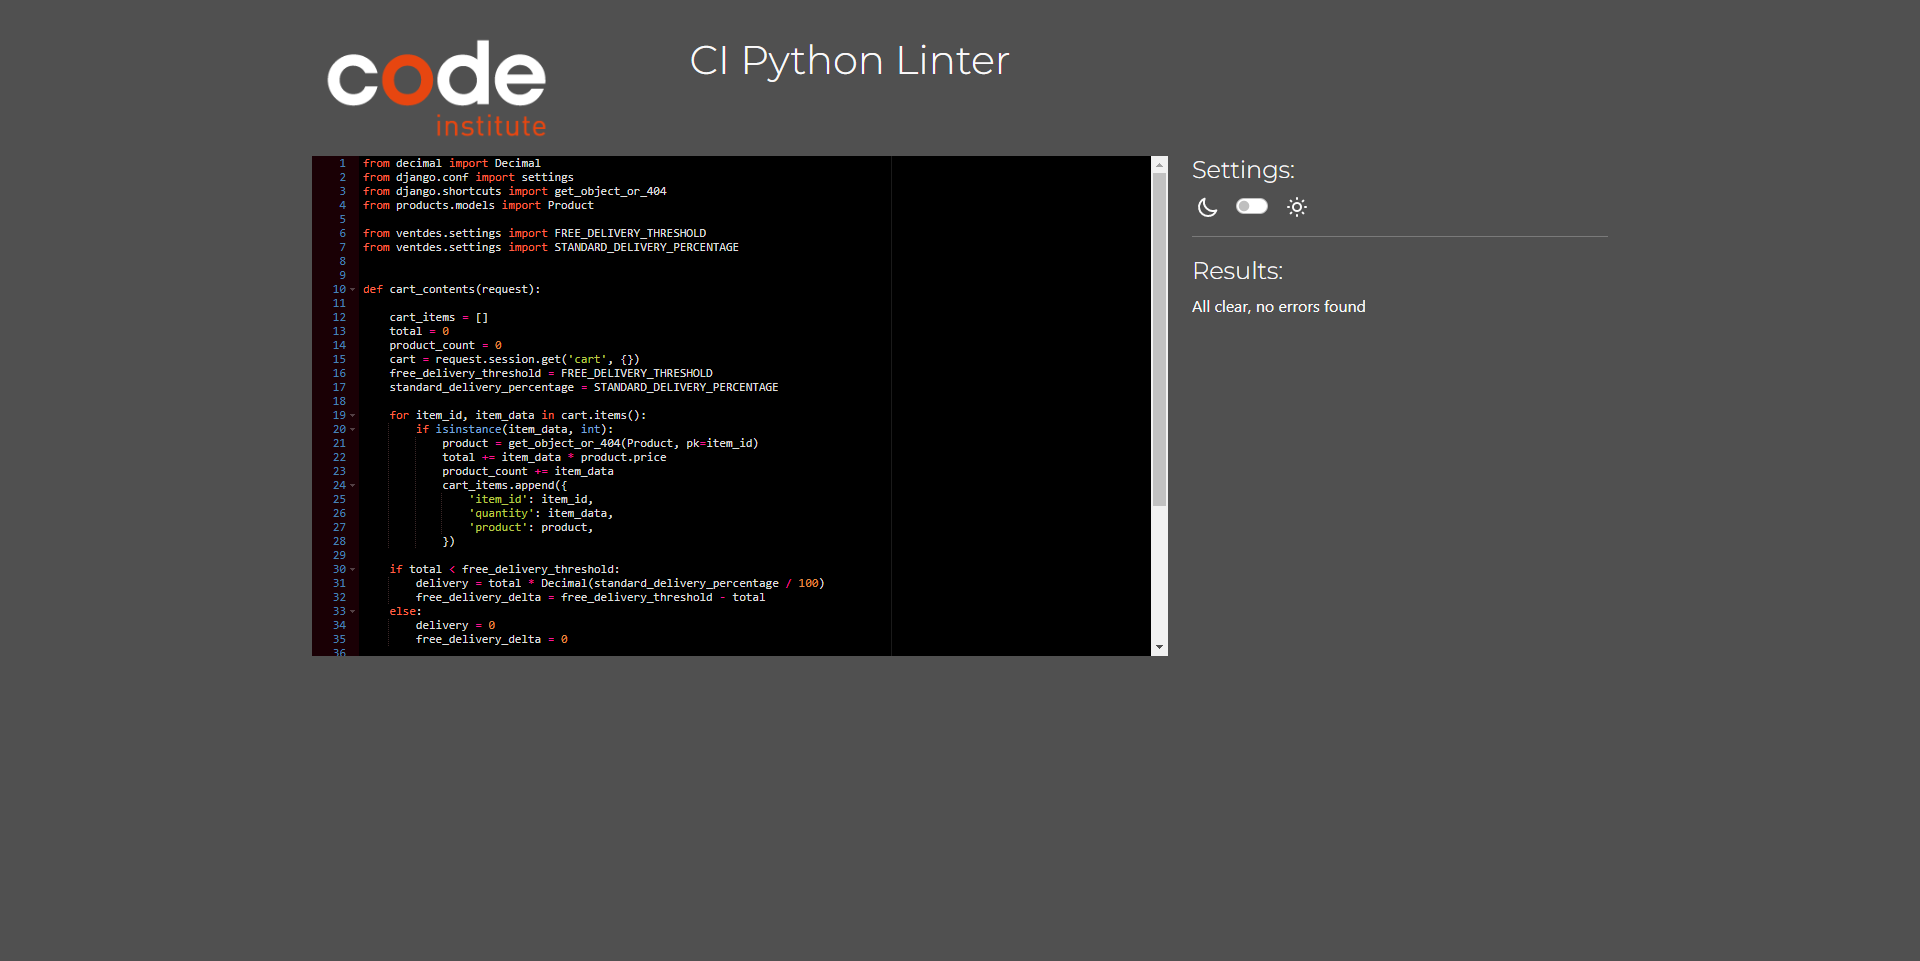 code
institute
CI Python Linter
1 from decimal import Decimal
2 from django.conf import settings
3 from django.shortcuts import get_object_or_404
4 from products.models import Product
5
6 from ventdes.settings import FREE_DELIVERY_THRESHOLD
7 from ventdes.settings import STANDARD_DELIVERY_PERCENTAGE
8
9
10 def cart_contents(request):
11
12     cart_items = []
13     total = 0
14     product_count = 0
15     cart = request.session.get('cart', {})
16     free_delivery_threshold = FREE_DELIVERY_THRESHOLD
17     standard_delivery_percentage = STANDARD_DELIVERY_PERCENTAGE
18
19     for item_id, item_data in cart.items():
20         if isinstance(item_data, int):
21             product = get_object_or_404(Product, pk=item_id)
22             total += item_data * product.price
23             product_count += item_data
24             cart_items.append({
25                 'item_id': item_id,
26                 'quantity': item_data,
27                 'product': product,
28             })
29
30     if total < free_delivery_threshold:
31         delivery = total * Decimal(standard_delivery_percentage / 100)
32         free_delivery_delta = free_delivery_threshold - total
33     else:
34         delivery = 0
35         free_delivery_delta = 0
36
Settings:
Results:
All clear, no errors found